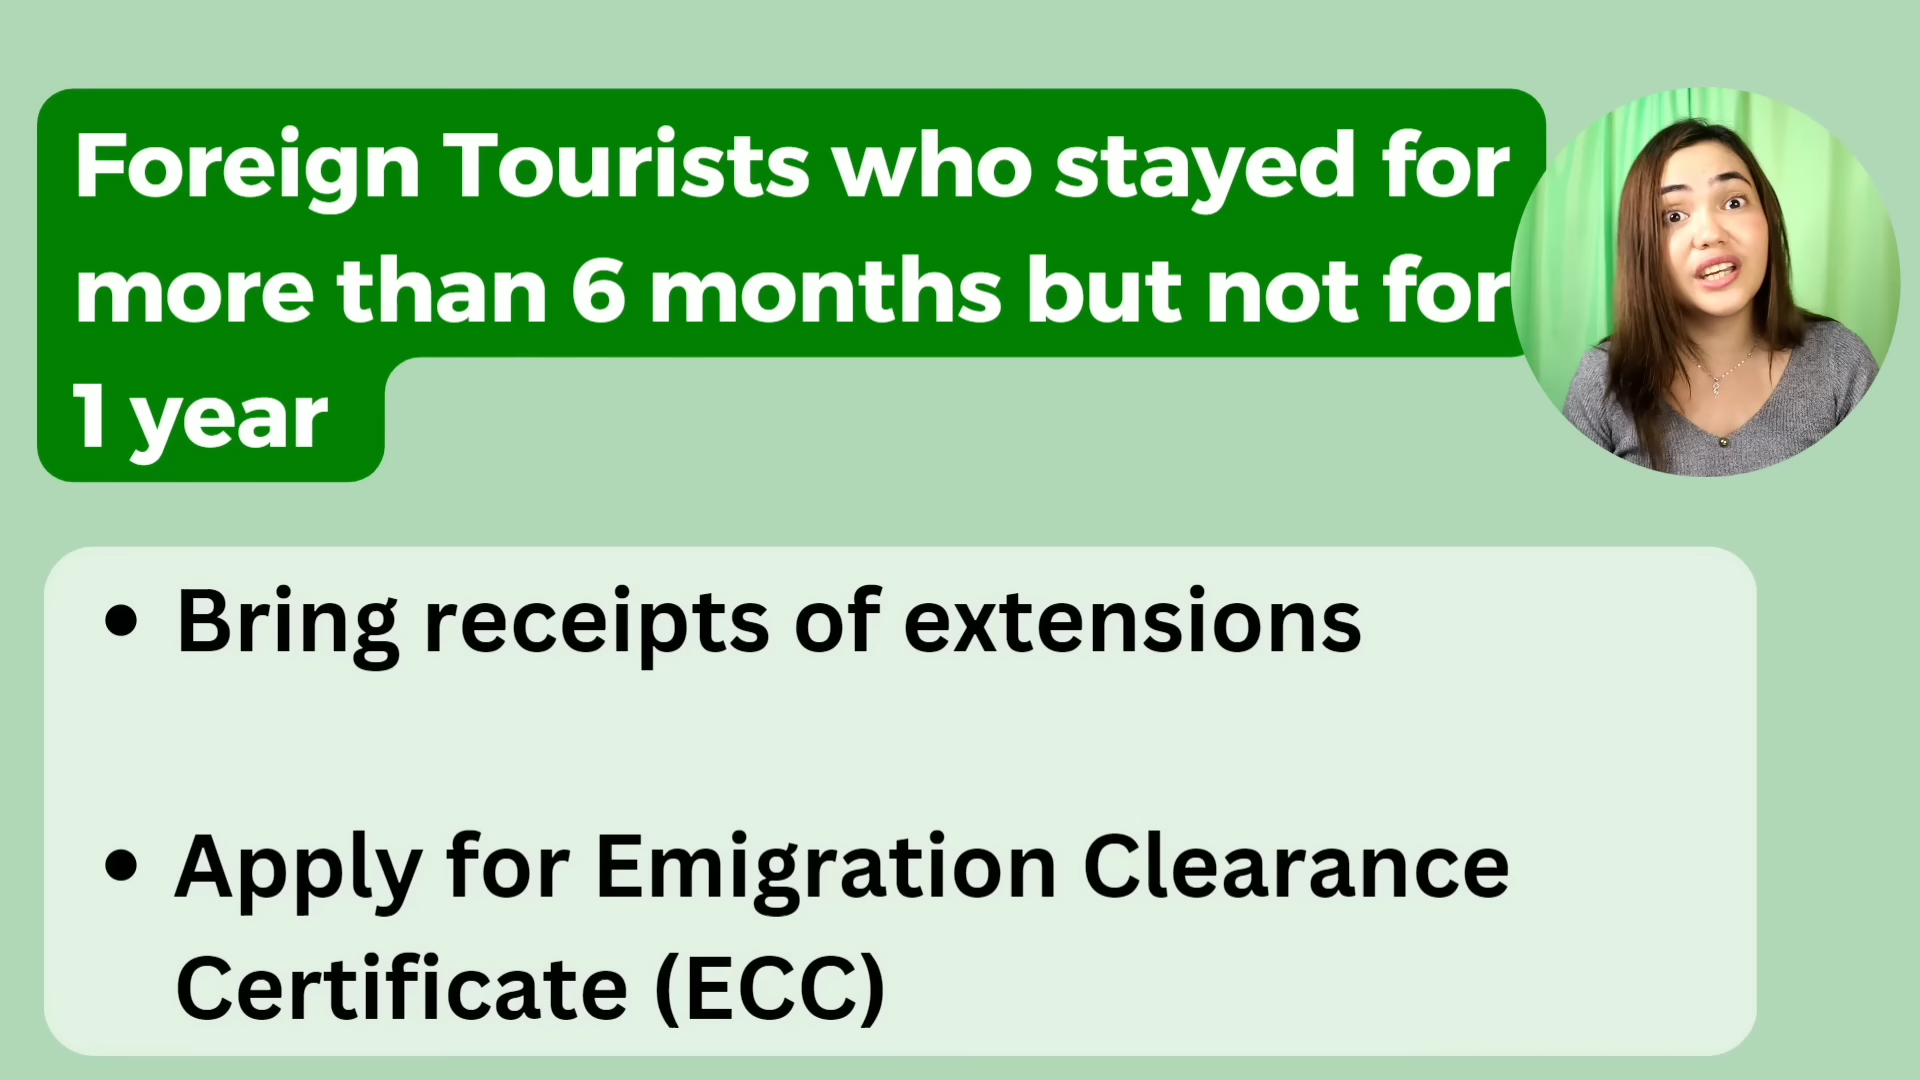 Foreign Tourists who stayed for
more than 6 months but not for
1 year
• Bring receipts of extensions
• Apply for Emigration Clearance
Certificate (ECC)